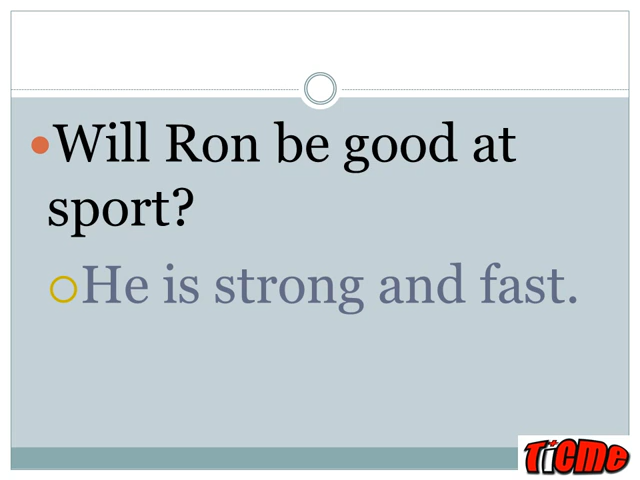 Will Ron be good at
sport?
He is strong and fast.
TiCMe